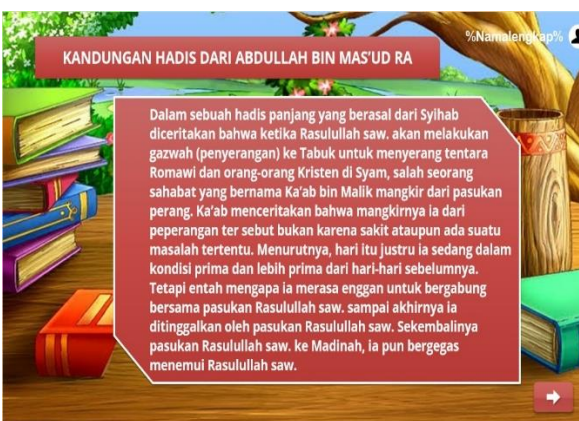 %Namalengkap%
KANDUNGAN HADIS DARI ABDULLAH BIN MAS'UD RA
Dalam sebuah hadis panjang yang berasal dari Syihab
diceritakan bahwa ketika Rasulullah saw. akan melakukan
gazwah (penyerangan) ke Tabuk untuk menyerang tentara
Romawi dan orang-orang Kristen di Syam, salah seorang
sahabat yang bernama Ka'ab bin Malik mangkir dari pasukan
perang. Ka'ab menceritakan bahwa mangkirnya ia dari
peperangan ter sebut bukan karena sakit ataupun ada suatu
masalah tertentu. Menurutnya, hari itu justru ia sedang dalam
kondisi prima dan lebih prima dari hari-hari sebelumnya.
Tetapi entah mengapa ia merasa enggan untuk bergabung
bersama pasukan Rasulullah saw. sampai akhirnya ia
ditinggalkan oleh pasukan Rasulullah saw. Sekembalinya
pasukan Rasulullah saw. ke Madinah, ia pun bergegas
menemui Rasulullah saw.